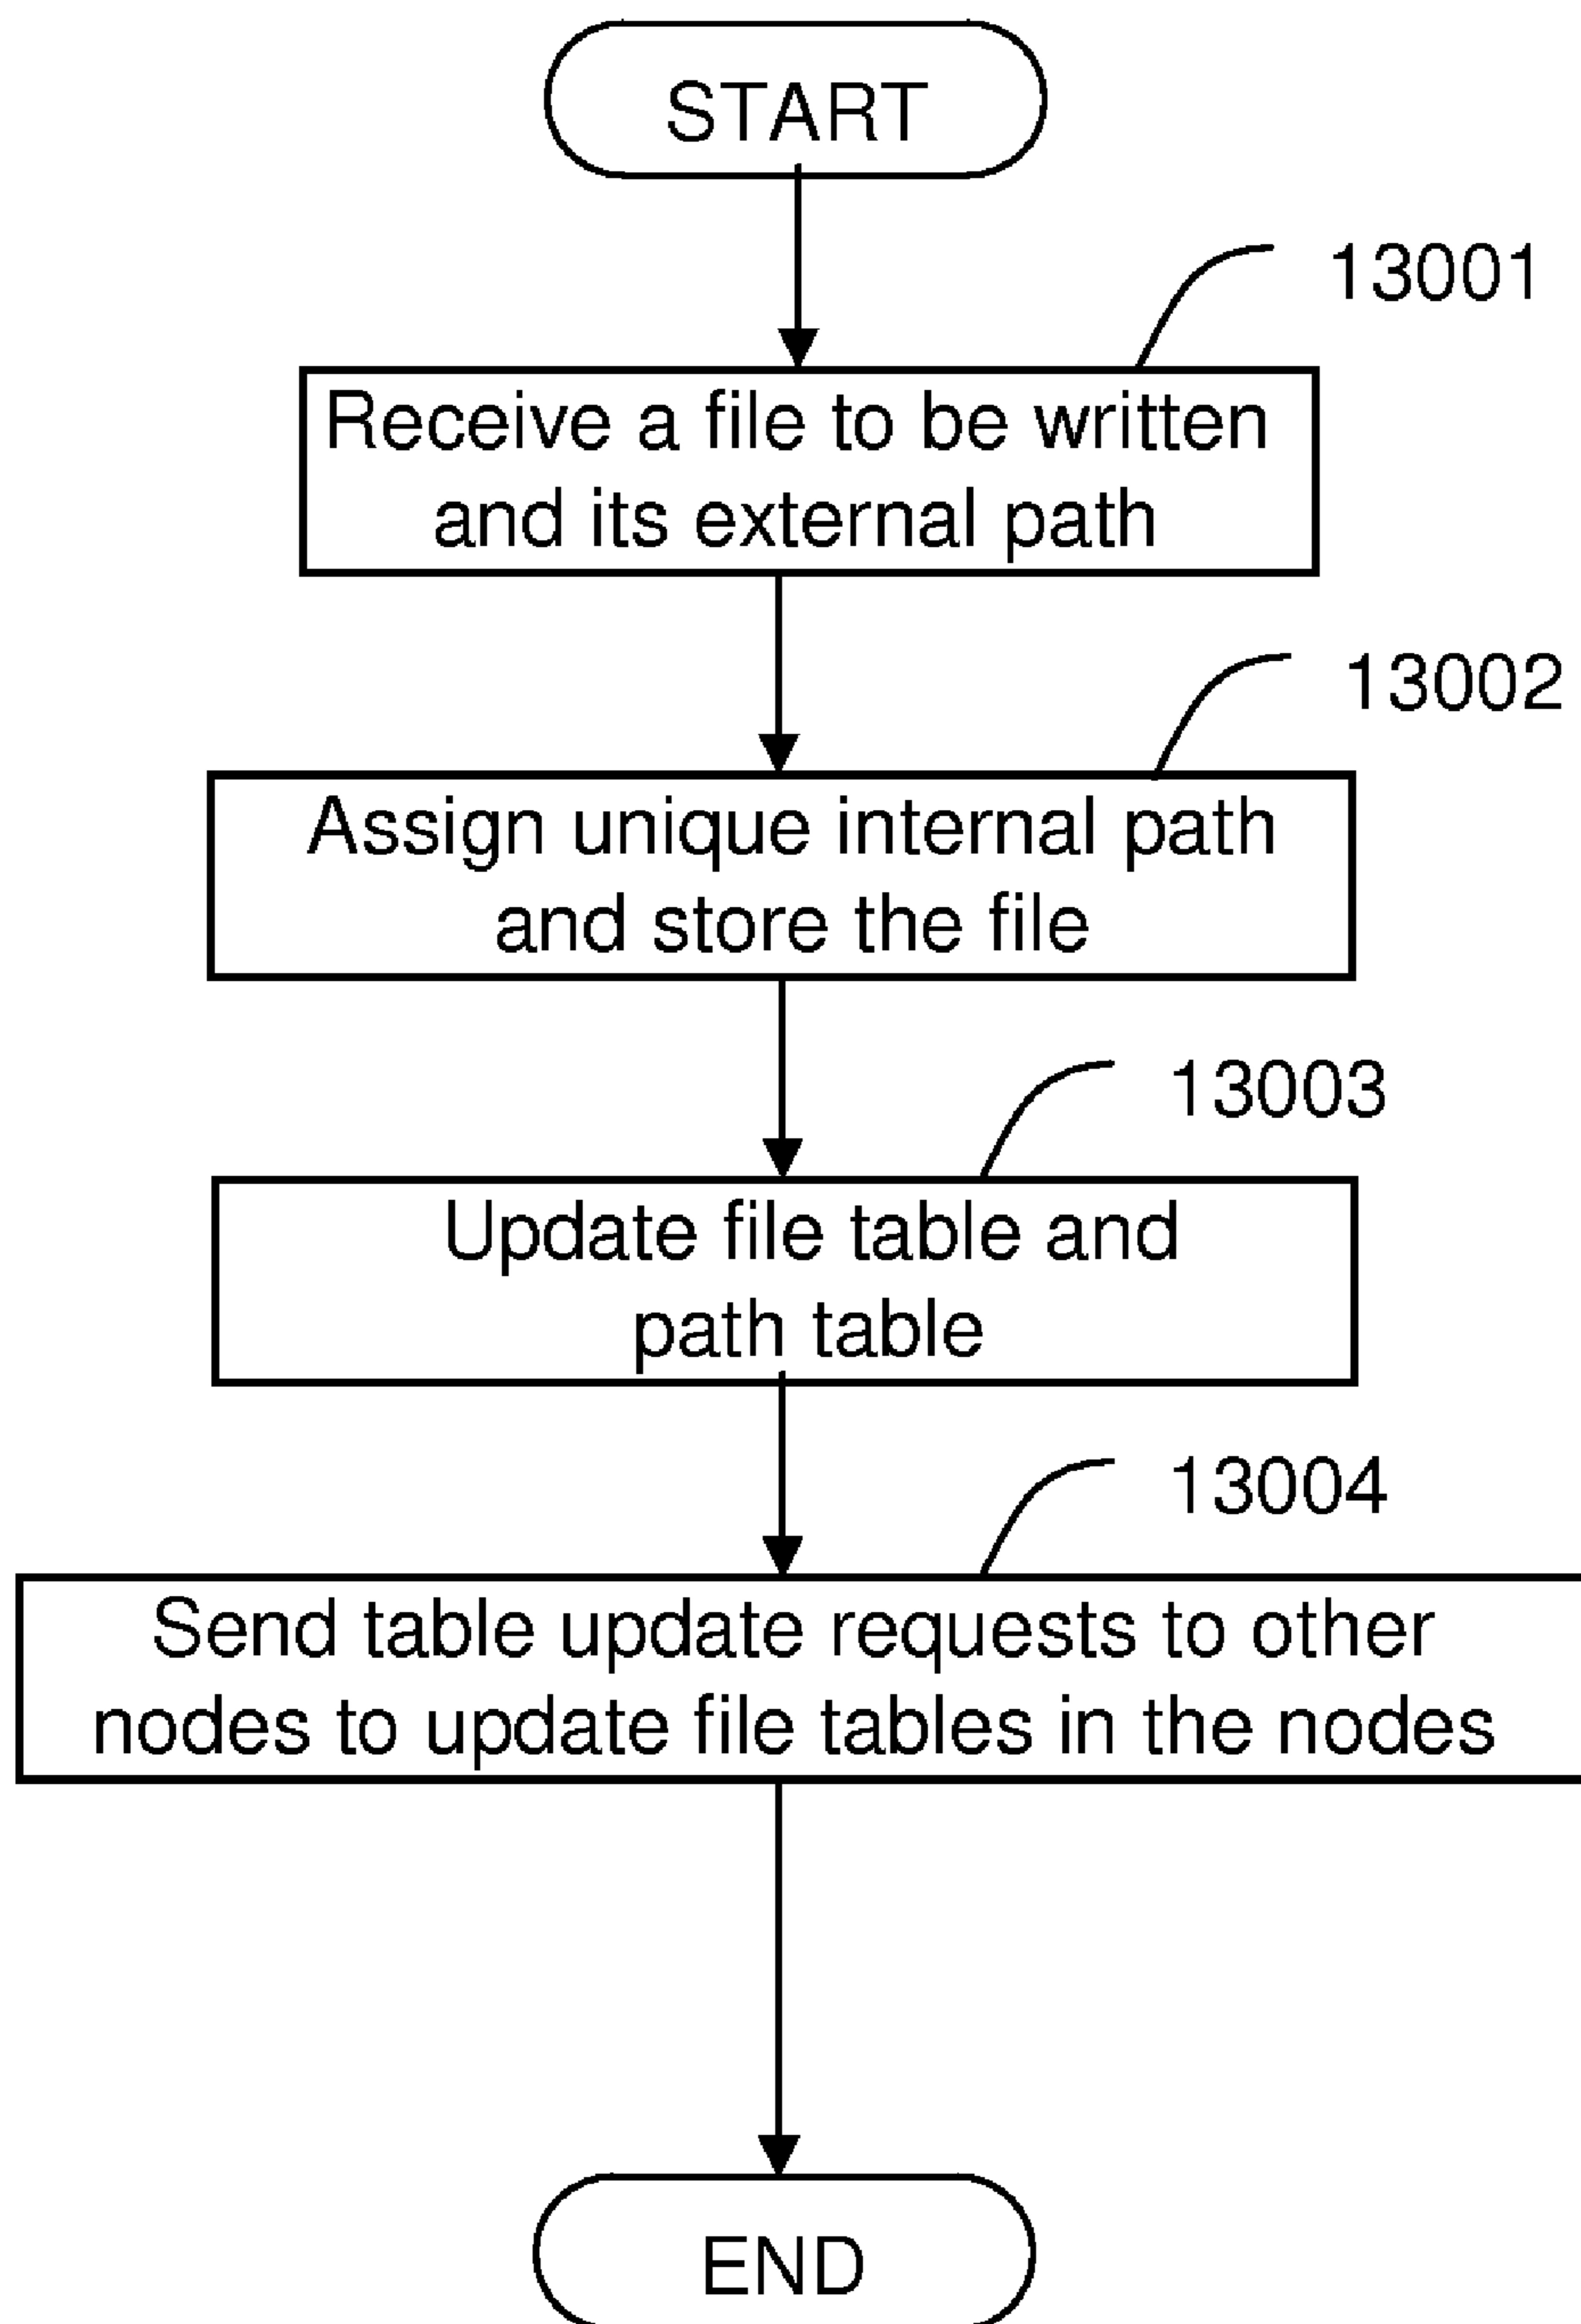 START
13001
Receive a file to be written
and its external path
13002
Assign unique internal path
and store the file
13003
Update file table and
path table
13004
Send table update requests to other
nodes to update file tables in the nodes
END